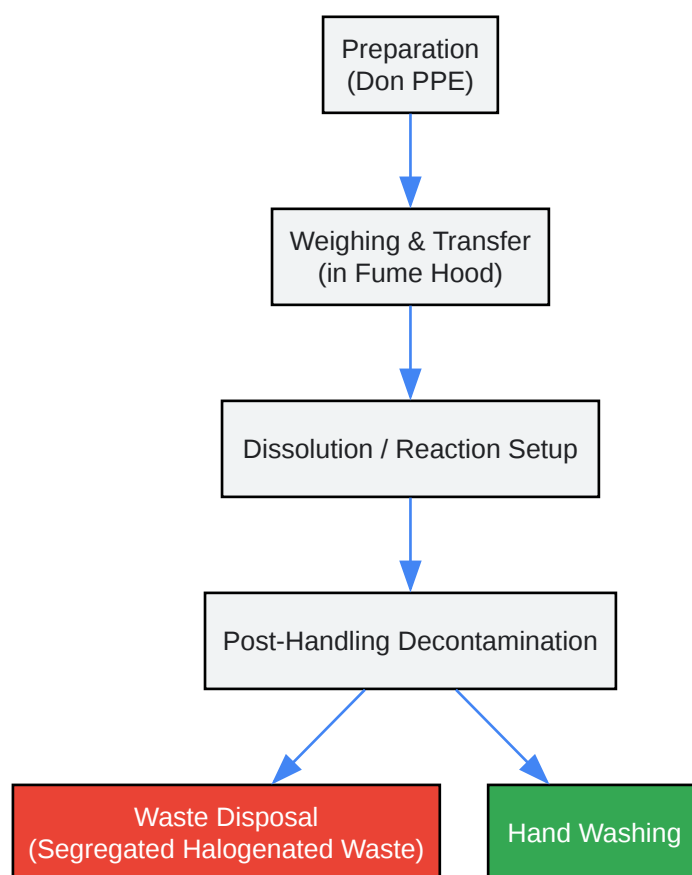 Preparation
(Don PPE)
Weighing & Transfer
(in Fume Hood)
Dissolution / Reaction Setup
Post-Handling Decontamination
Waste Disposal
(Segregated Halogenated Waste)
Hand Washing